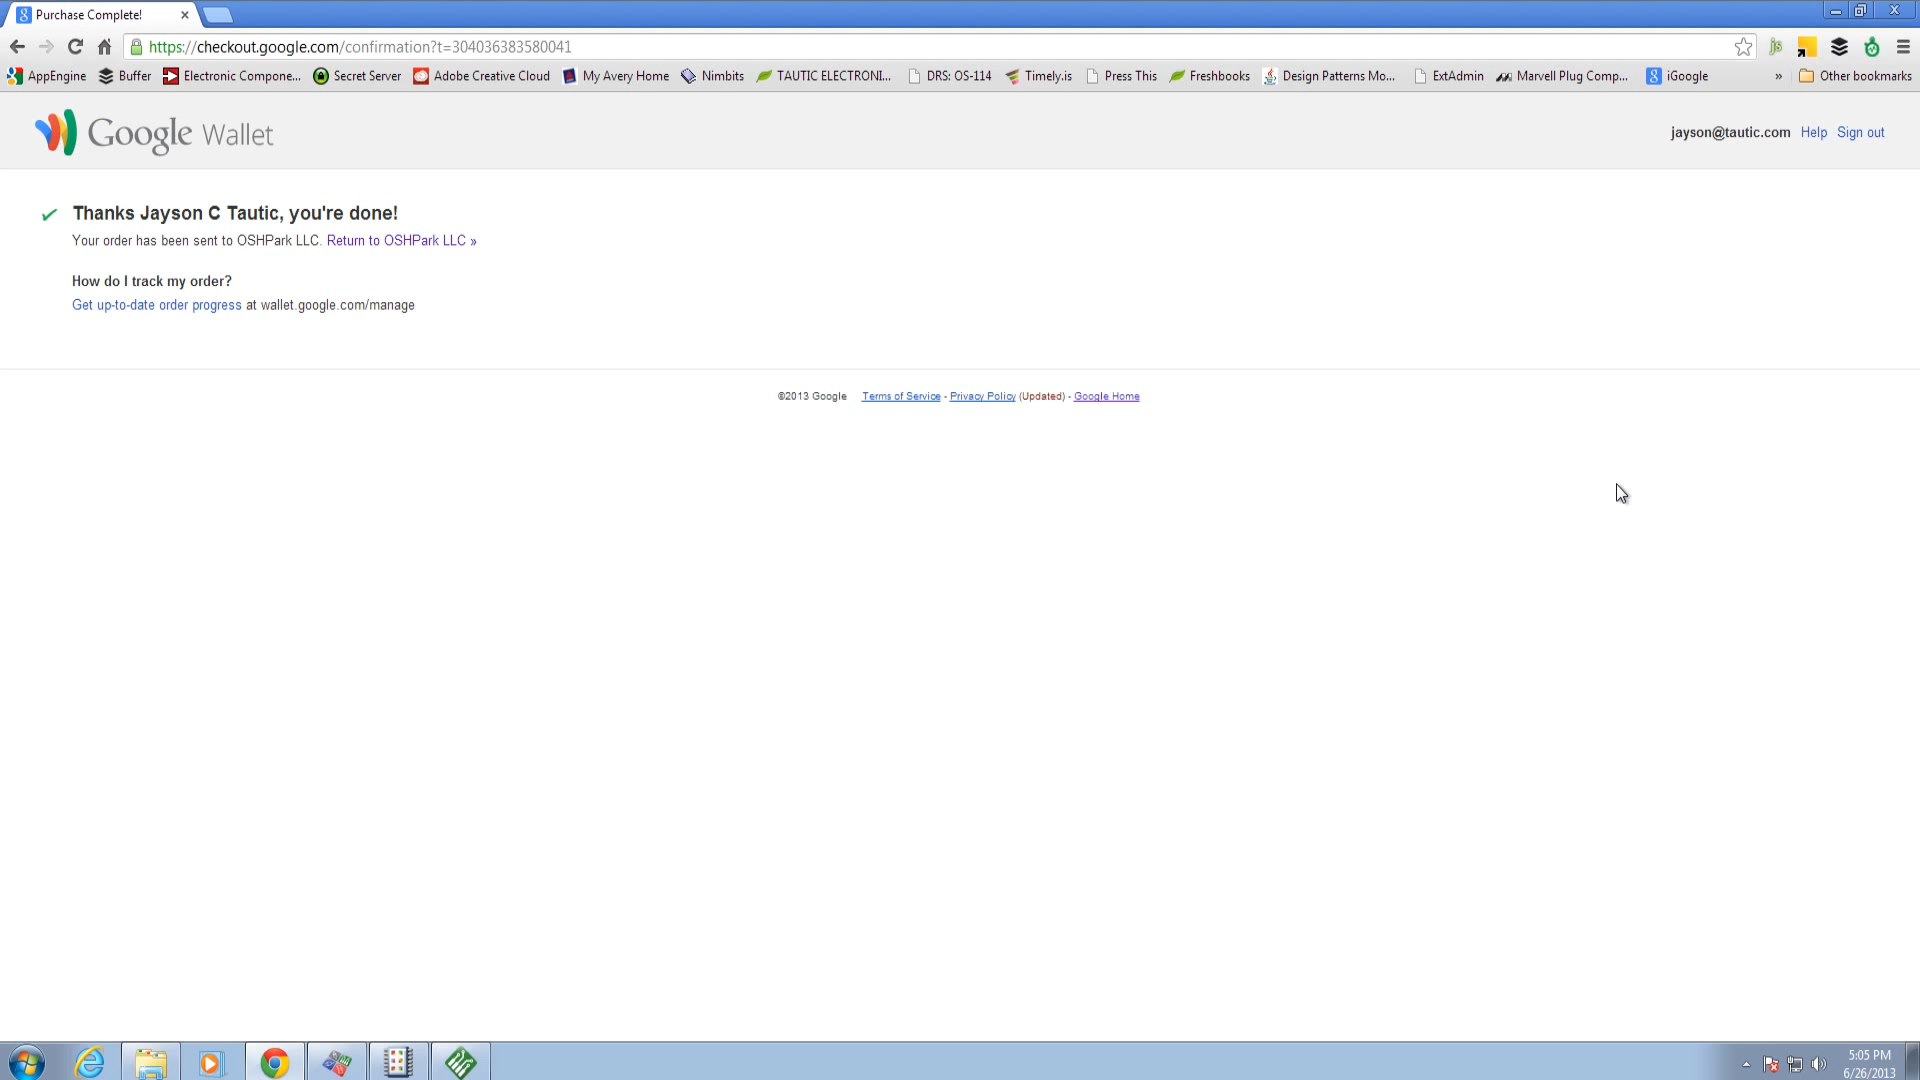 Purchase Complete!
https://checkout.google.com/confirmation?t=304036383580041
AppEngine Buffer Electronic Compone... Secret Server Adobe Creative Cloud My Avery Home Nimbits TAUTIC ELECTRONI... DRS: OS-114 Timely.is Press This Freshbooks Design Patterns Mo... ExtAdmin Marvell Plug Comp... iGoogle » Other bookmarks
Google Wallet
jayson@tautic.com Help Sign out
Thanks Jayson C Tautic, you're done!
Your order has been sent to OSHPark LLC. Return to OSHPark LLC »
How do I track my order?
Get up-to-date order progress at wallet.google.com/manage
©2013 Google Terms of Service - Privacy Policy (Updated) - Google Home
5:05 PM
6/26/2013